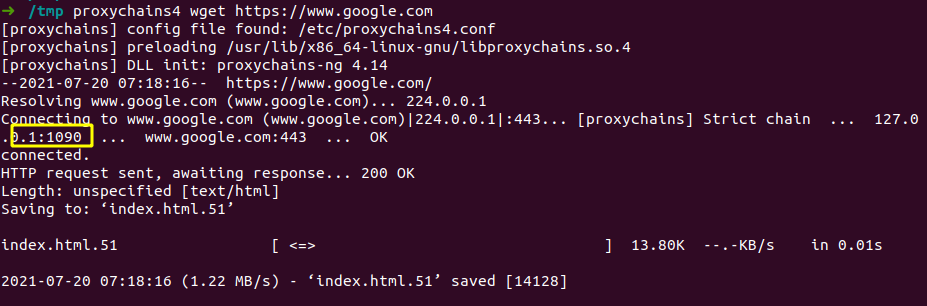 ➜  /tmp proxychains4 wget https://www.google.com
[proxychains] config file found: /etc/proxychains4.conf
[proxychains] preloading /usr/lib/x86_64-linux-gnu/libproxychains.so.4
[proxychains] DLL init: proxychains-ng 4.14
--2021-07-20 07:18:16--  https://www.google.com/
Resolving www.google.com (www.google.com)... 224.0.0.1
Connecting to www.google.com (www.google.com)|224.0.0.1|:443... [proxychains] Strict chain  ...  127.0
.0.1:1090  ...  www.google.com:443  ...  OK
connected.
HTTP request sent, awaiting response... 200 OK
Length: unspecified [text/html]
Saving to: ‘index.html.51’
index.html.51                 [ <=>                             ]  13.80K  --.-KB/s    in 0.01s
2021-07-20 07:18:16 (1.22 MB/s) - ‘index.html.51’ saved [14128]